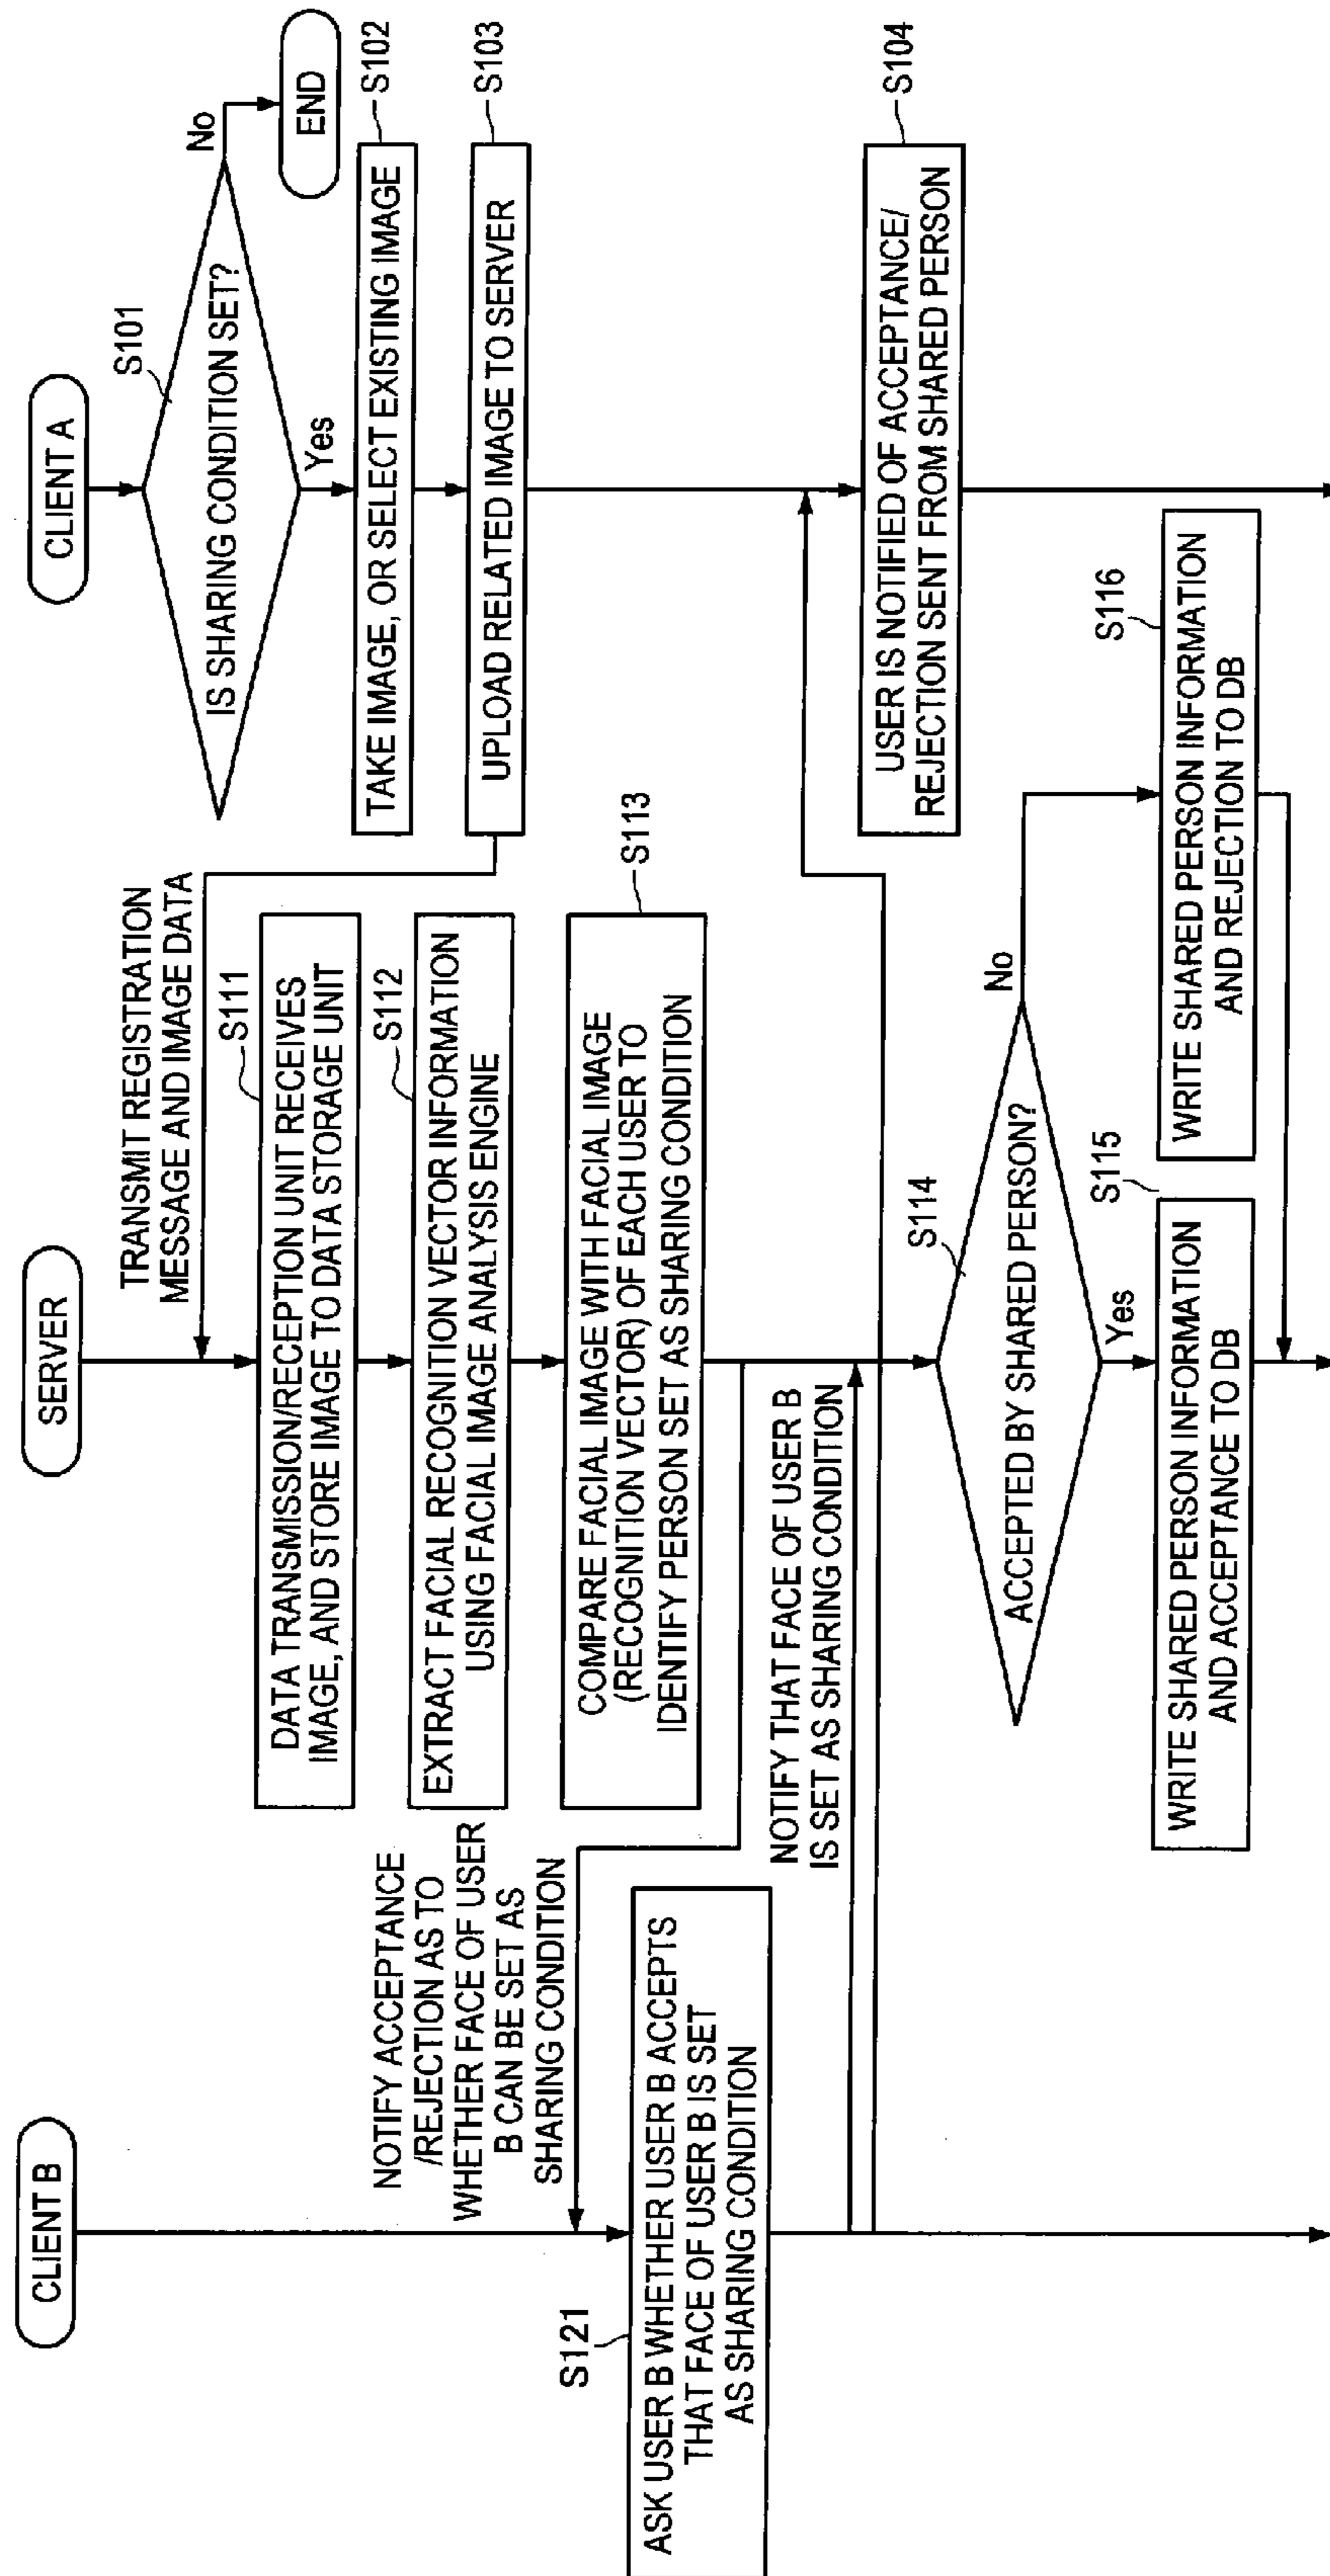 CLIENT B
NOTIFY ACCEPTANCE
/REJECTION AS TO
WHETHER FACE OF USER
B CAN BE SET AS
SHARING CONDITION
S121
ASK USER B WHETHER USER B ACCEPTS
THAT FACE OF USER B IS SET
AS SHARING CONDITION
NOTIFY THAT FACE OF USER B
IS SET AS SHARING CONDITION
SERVER
TRANSMIT REGISTRATION
MESSAGE AND IMAGE DATA
S111
DATA TRANSMISSION/RECEPTION UNIT RECEIVES
IMAGE, AND STORE IMAGE TO DATA STORAGE UNIT
S112
EXTRACT FACIAL RECOGNITION VECTOR INFORMATION
USING FACIAL IMAGE ANALYSIS ENGINE
S113
COMPARE FACIAL IMAGE WITH FACIAL IMAGE
(RECOGNITION VECTOR) OF EACH USER TO
IDENTIFY PERSON SET AS SHARING CONDITION
S114
ACCEPTED BY SHARED PERSON?
No
Yes
S115
WRITE SHARED PERSON INFORMATION
AND ACCEPTANCE TO DB
S116
WRITE SHARED PERSON INFORMATION
AND REJECTION TO DB
CLIENT A
S101
IS SHARING CONDITION SET?
No
END
Yes
S102
TAKE IMAGE, OR SELECT EXISTING IMAGE
S103
UPLOAD RELATED IMAGE TO SERVER
S104
USER IS NOTIFIED OF ACCEPTANCE/
REJECTION SENT FROM SHARED PERSON